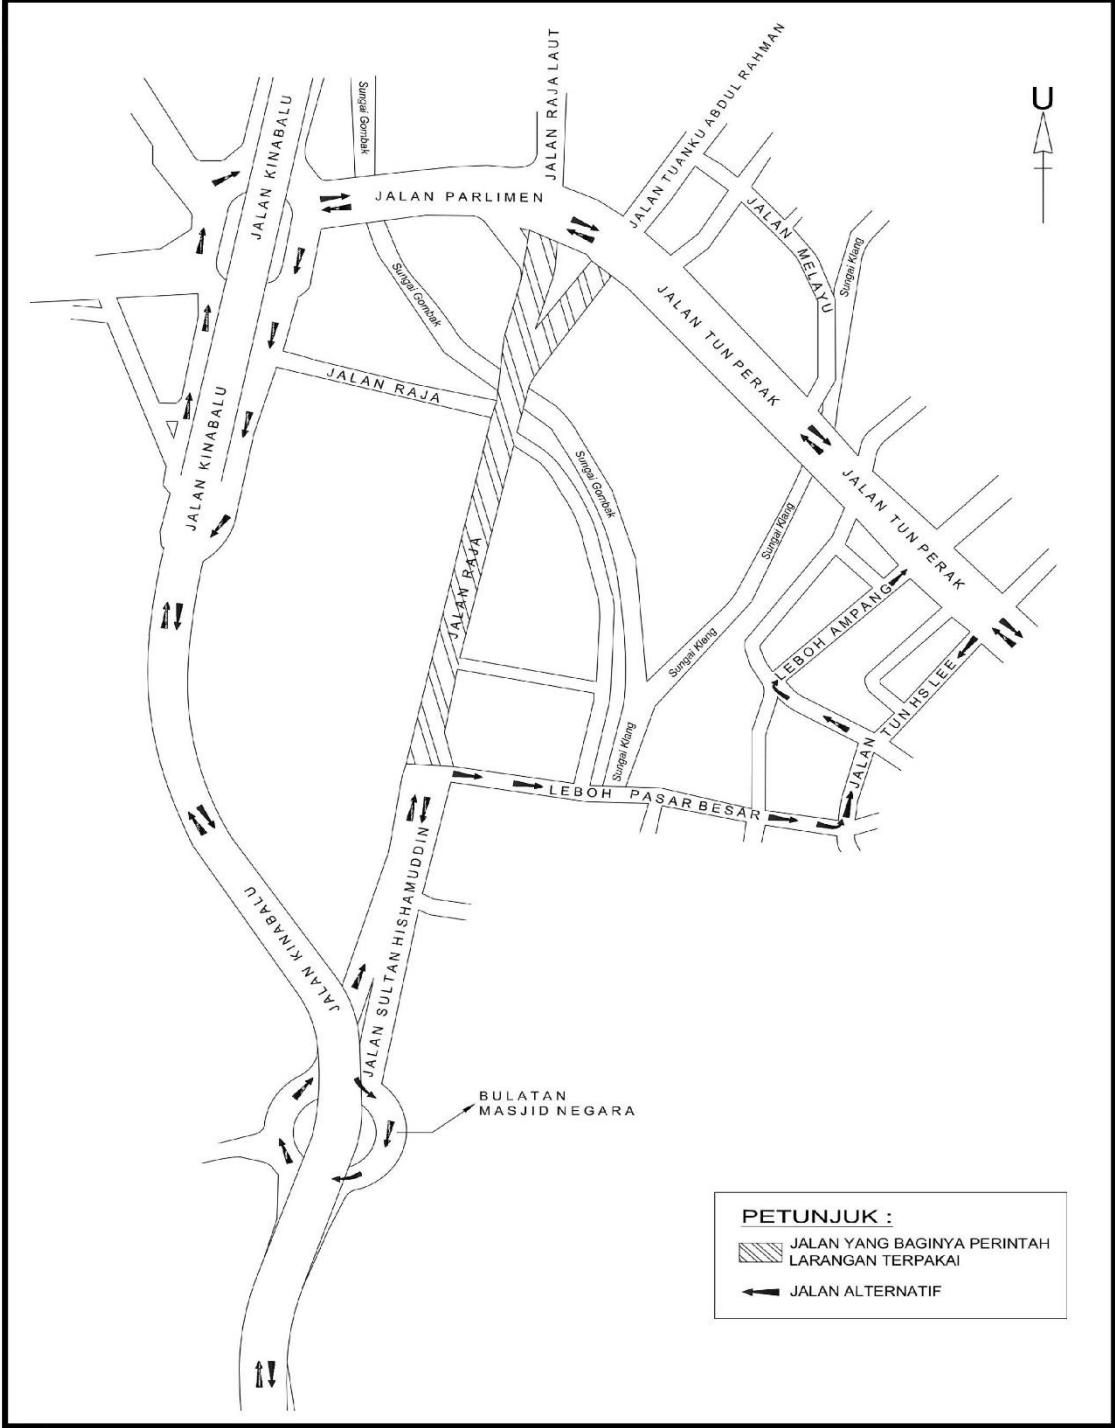 JALAN RAJA LAUT
JALAN TUANKU ABDUL RAHMAN
U
Sungai Gombak
JALAN KINABALU
JALAN PARLIMEN
JALAN MELAYU
Sungai Klang
Sungai Gombak
JALAN TUN PERAK
JALAN RAJA
JALAN KINABALU
Sungai Gombak
JALAN TUN PERAK
Sungai Klang
JALAN RAJA
LEBOH AMPANG
Sungai Klang
JALAN TUN HS LEE
Sungai Klang
LEBOH PASAR BESAR
JALAN KINABALU
JALAN SULTAN HISHAMUDDIN
BULATAN
MASJID NEGARA
PETUNJUK :
JALAN YANG BAGINYA PERINTAH
LARANGAN TERPAKAI
JALAN ALTERNATIF